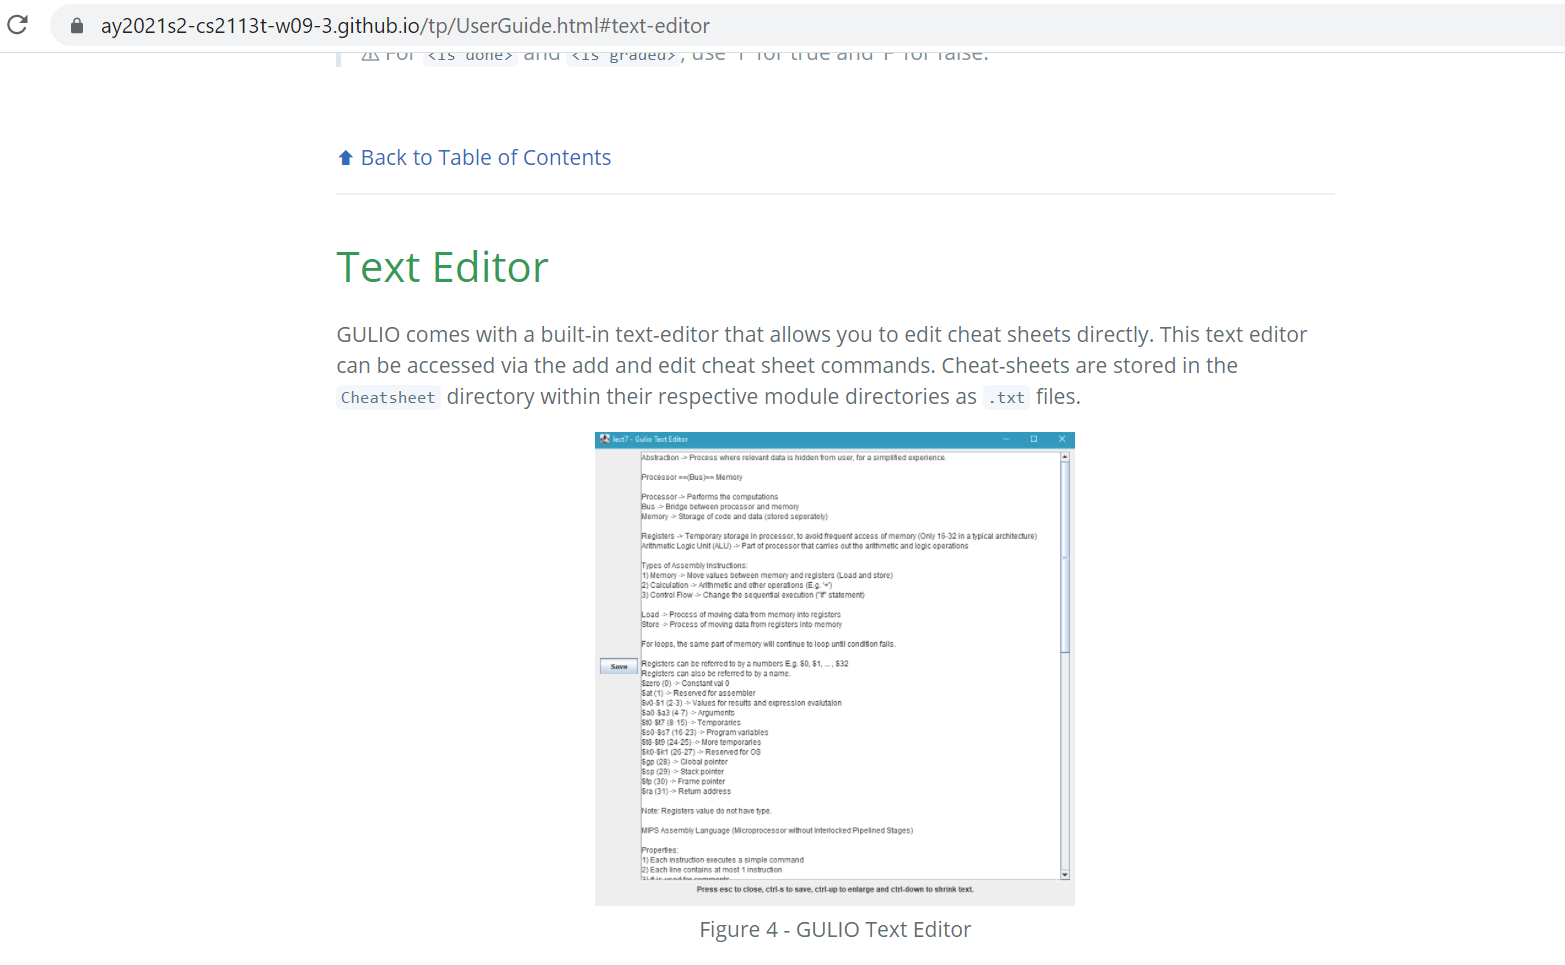 ay2021s2-cs2113t-w09-3.github.io/tp/UserGuide.html#text-editor
⚠ For <is done> and <is graded>, use 'T' for true and 'F' for false.
⬆ Back to Table of Contents
Text Editor
GULIO comes with a built-in text-editor that allows you to edit cheat sheets directly. This text editor
can be accessed via the add and edit cheat sheet commands. Cheat-sheets are stored in the
Cheatsheet directory within their respective module directories as .txt files.
lect7 - Gulio Text Editor
Abstraction -> Process where relevant data is hidden from user, for a simplified experience.
Processor ==(Bus)== Memory
Processor -> Performs the computations
Bus -> Bridge between processor and memory
Memory -> Storage of code and data (stored seperately)
Registers -> Temporary storage in processor, to avoid frequent access of memory (Only 16-32 in a typical architecture)
Arithmetic Logic Unit (ALU) -> Part of processor that carries out the arithmetic and logic operations
Types of Assembly Instructions:
1) Memory -> Move values between memory and registers (Load and store)
2) Calculation -> Arithmetic and other operations (E.g. '+')
3) Control Flow -> Change the sequential execution ("if" statement)
Load -> Process of moving data from memory into registers
Store -> Process of moving data from registers into memory
For loops, the same part of memory will continue to loop until condition fails.
Save
Registers can be referred to by a numbers E.g. $0, $1, ... , $32
Registers can also be referred to by a name.
$zero (0) -> Constant val 0
$at (1) -> Reserved for assembler
$v0-$1 (2-3) -> Values for results and expression evalutaion
$a0-$a3 (4-7) -> Arguments
$t0-$t7 (8-15) -> Temporaries
$s0-$s7 (16-23) -> Program variables
$t8-$t9 (24-25) -> More temporaries
$k0-$k1 (26-27) -> Reserved for OS
$gp (28) -> Global pointer
$sp (29) -> Stack pointer
$fp (30) -> Frame pointer
$ra (31) -> Return address
Note: Registers value do not have type.
MIPS Assembly Language (Microprocessor without Interlocked Pipelined Stages)
Properties:
1) Each instruction executes a simple command
2) Each line contains at most 1 instruction
3) # is used for comments
Press esc to close, ctrl-s to save, ctrl-up to enlarge and ctrl-down to shrink text.
Figure 4 - GULIO Text Editor